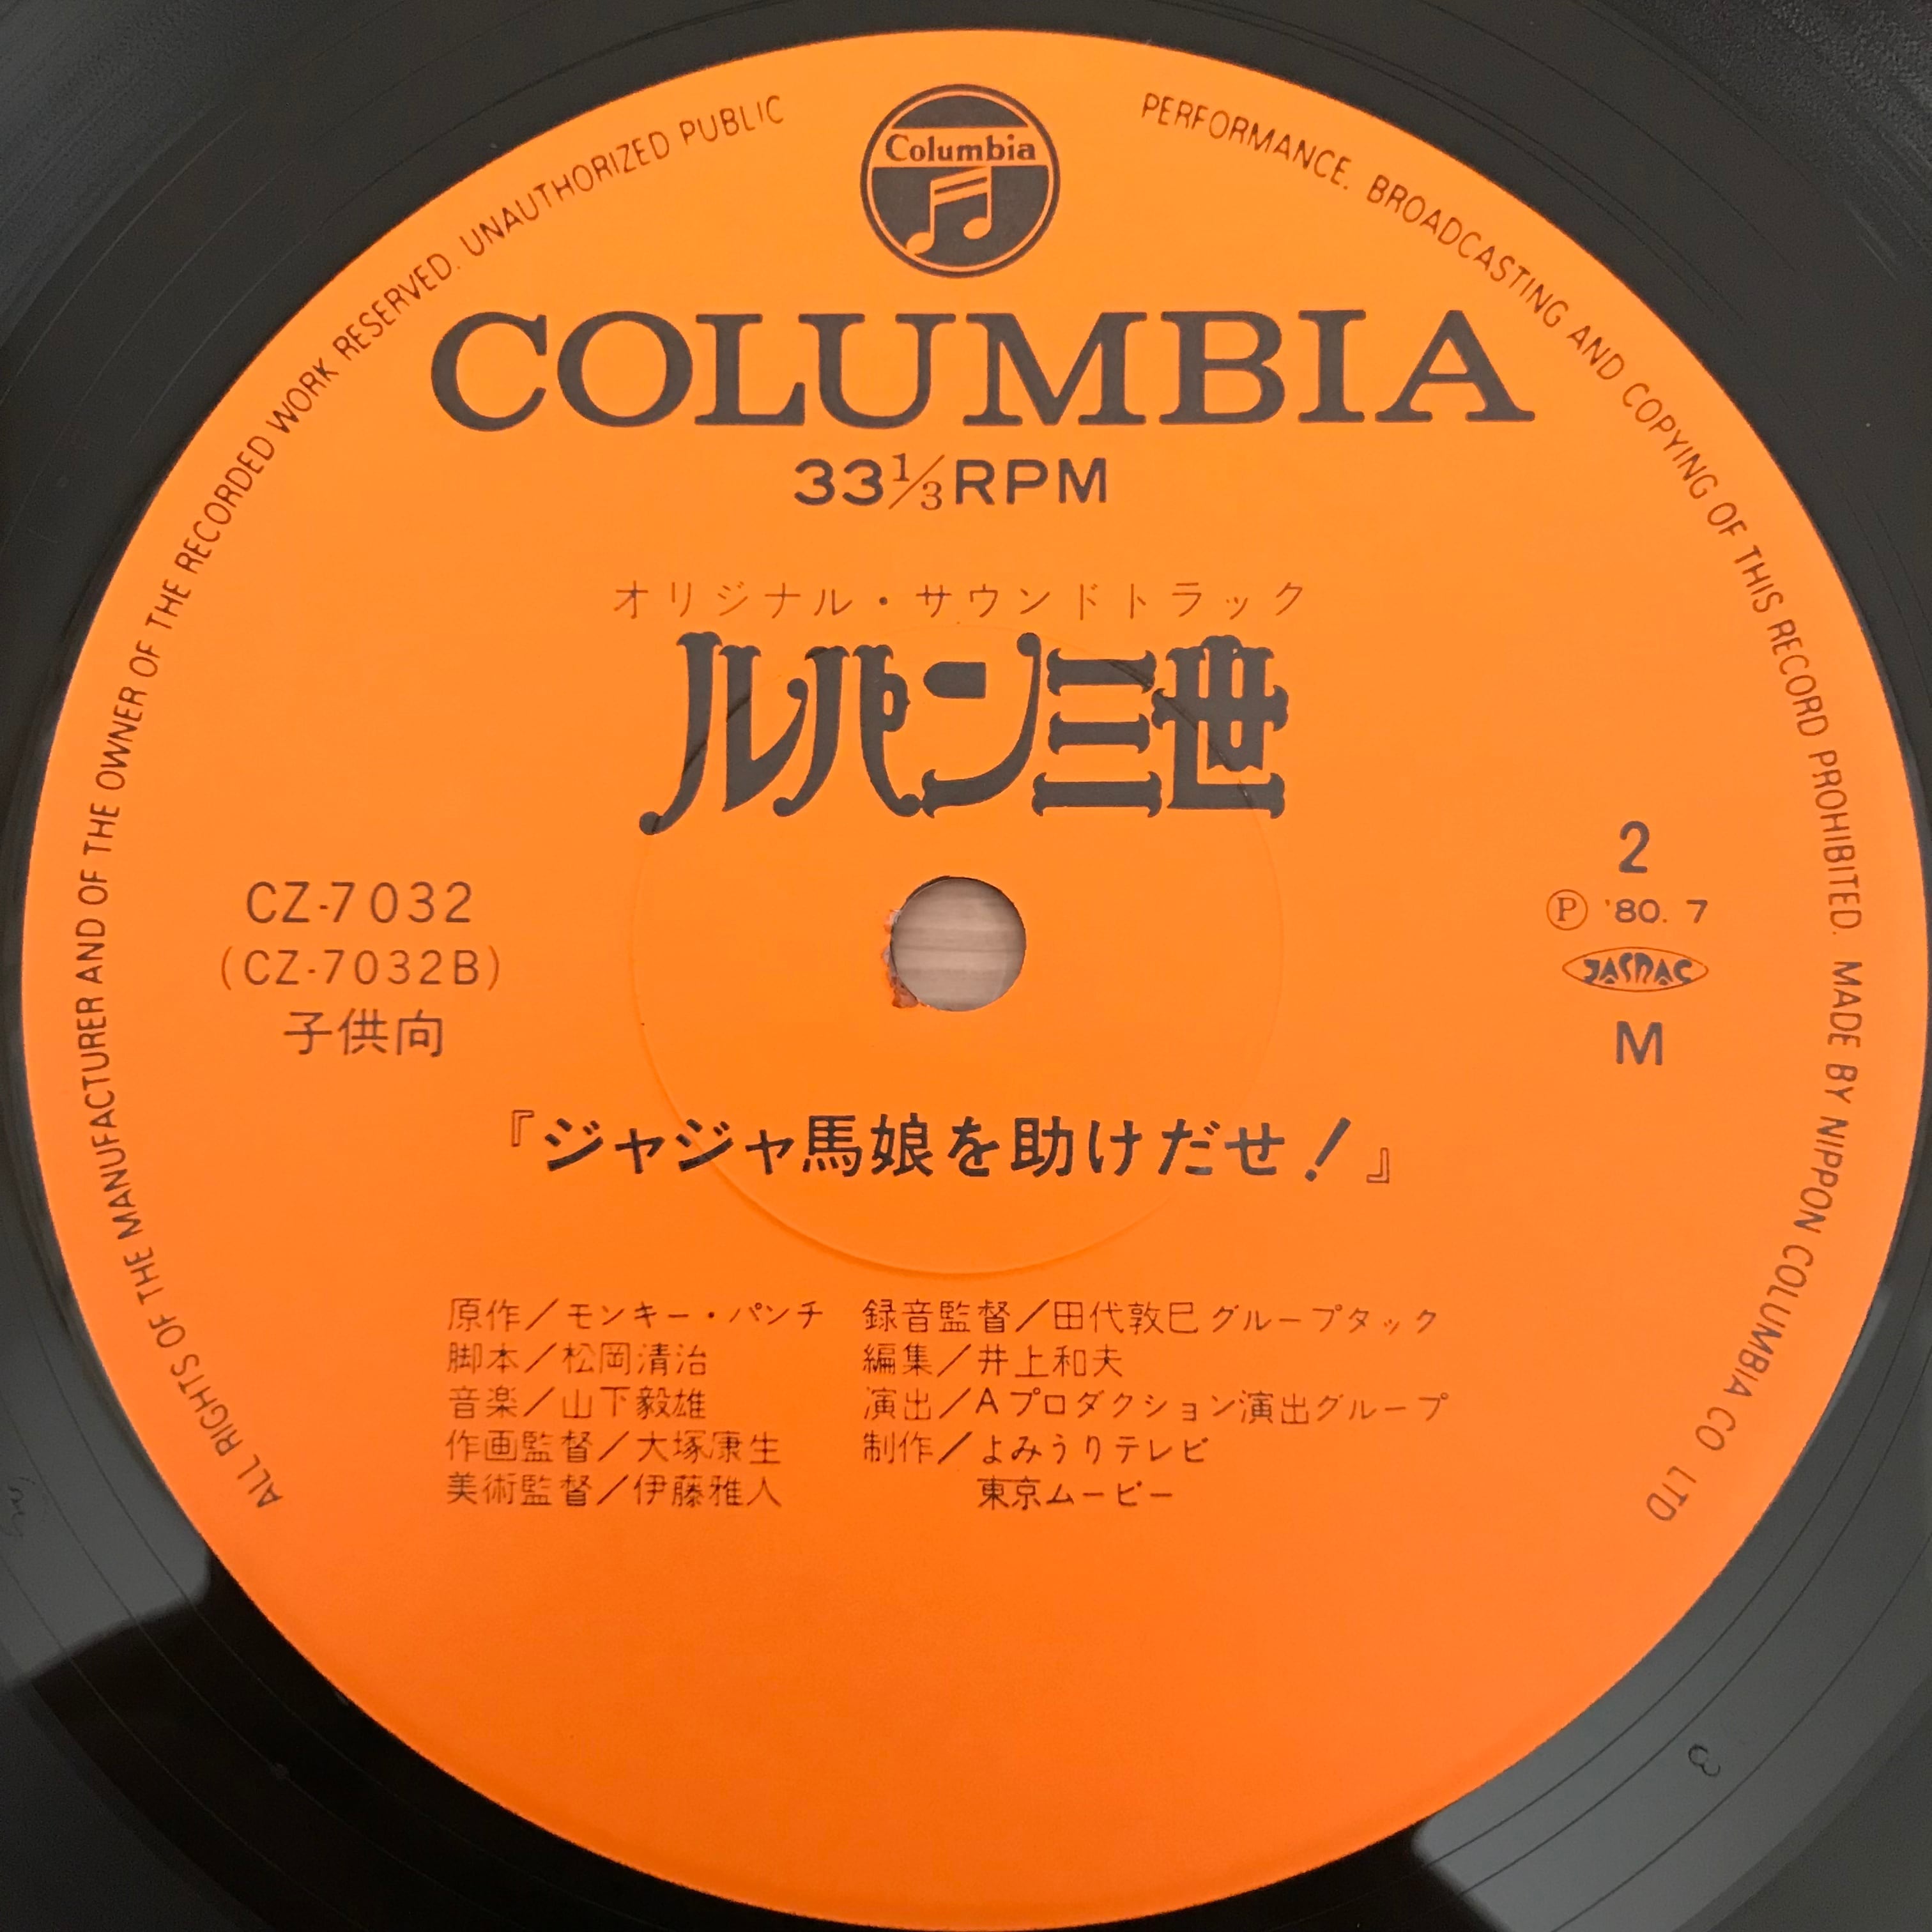 ALL RIGHTS OF THE MANUFACTURER AND OF THE OWNER OF THE RECORDED WORK RESERVED. UNAUTHORIZED PUBLIC PERFORMANCE. BROADCASTING AND COPYING OF THIS RECORD PROHIBITED. MADE BY NIPPON COLUMBIA CO LTD
Columbia
COLUMBIA
33 1/3 RPM
オリジナル・サウンドトラック
ルパン三世
CZ-7032
(CZ-7032B)
子供向
2
Ⓟ '80. 7
JASRAC
M
『ジャジャ馬娘を助けだせ!』
原作/モンキー・パンチ
脚本/松岡清治
音楽/山下毅雄
作画監督/大塚康生
美術監督/伊藤雅人
録音監督/田代敦巳グループタック
編集/井上和夫
演出/Aプロダクション演出グループ
制作/よみうりテレビ
東京ムービー